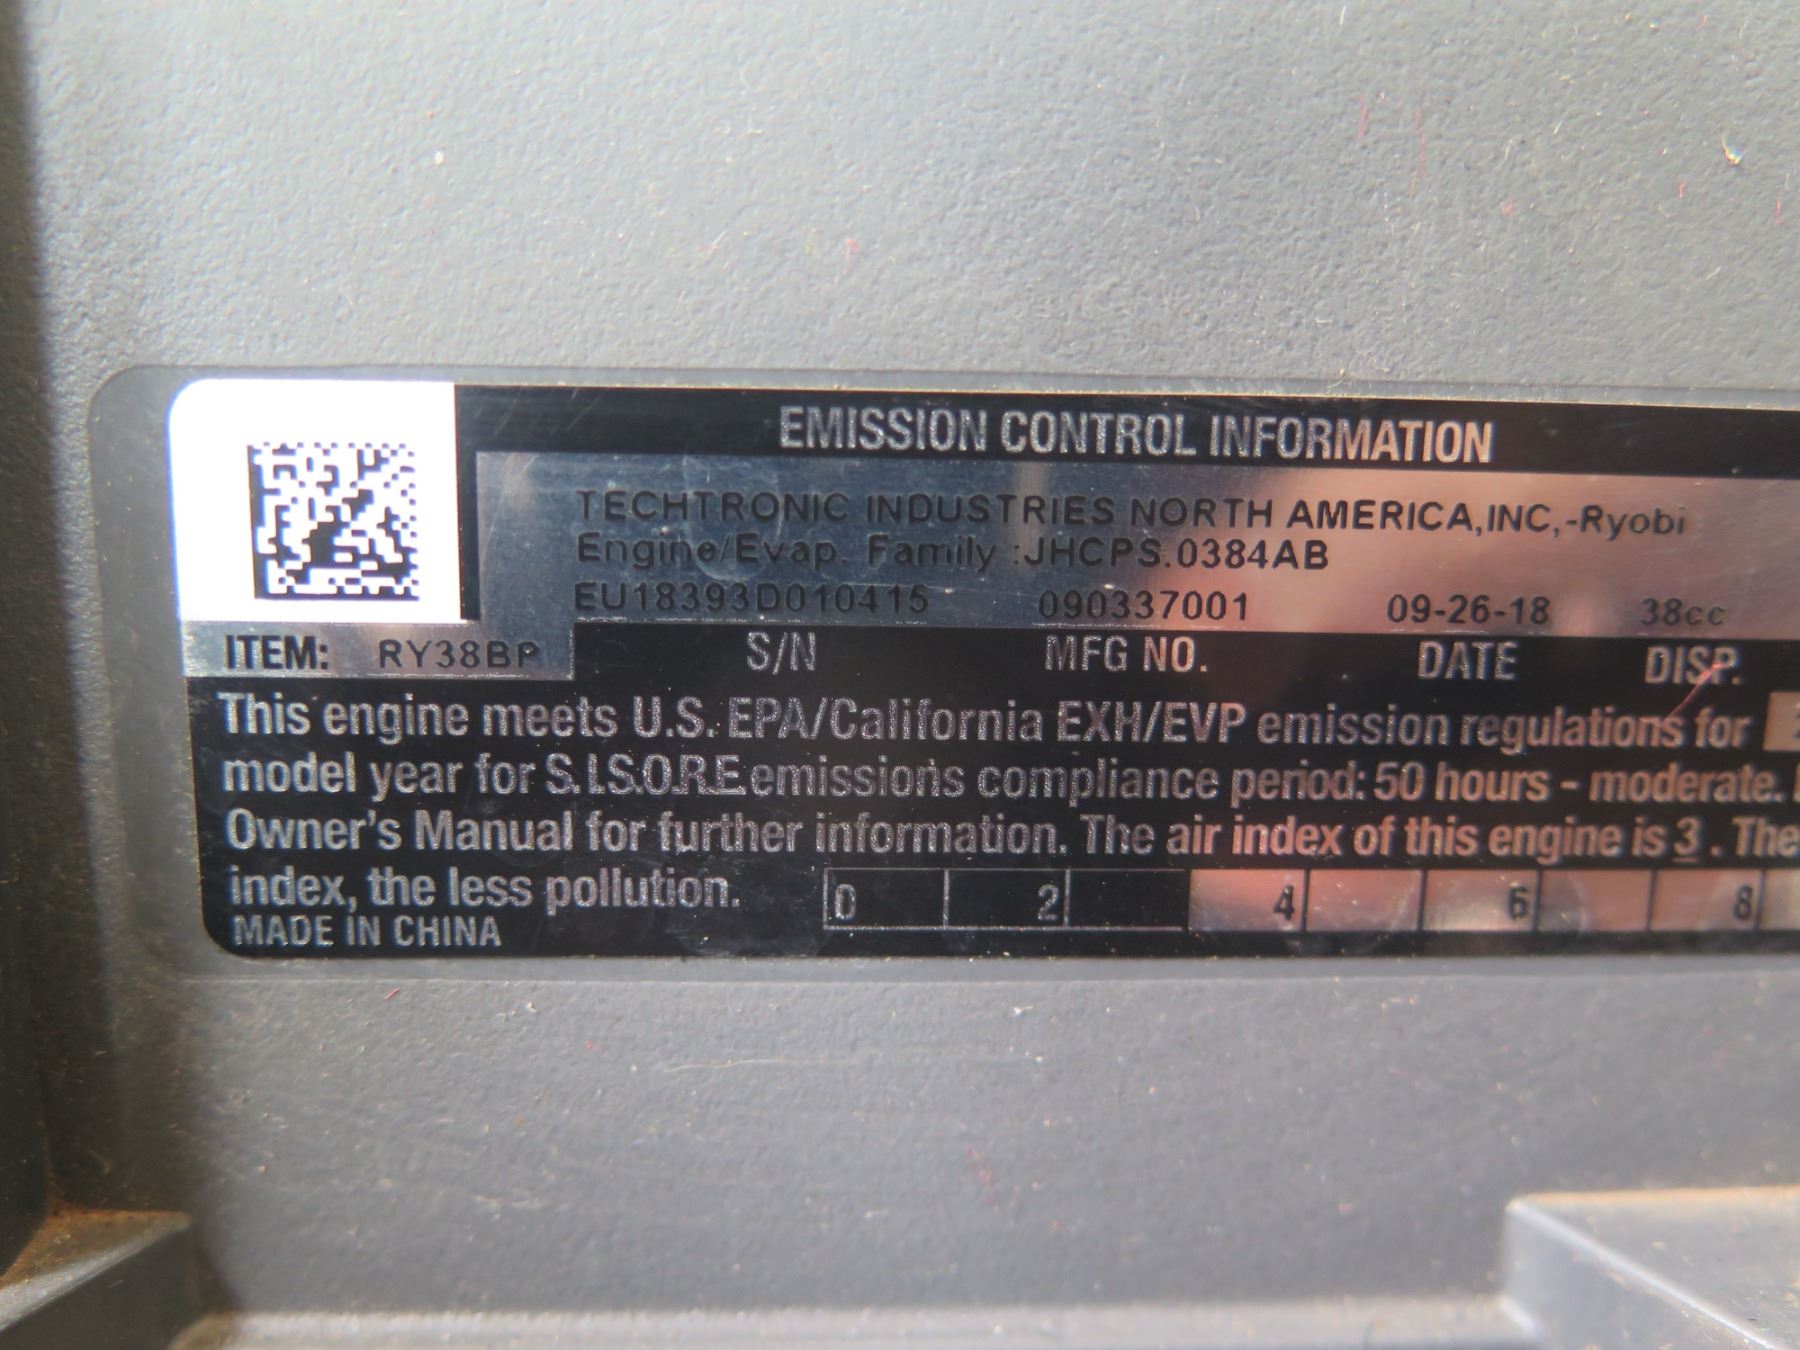 EMISSION CONTROL INFORMATION
TECHTRONIC INDUSTRIES NORTH AMERICA,INC,-Ryobi
Engine/Evap. Family :JHCPS.0384AB
EU18393D010415 090337001 09-26-18 38cc
ITEM: RY38BP S/N MFG NO. DATE DISP.
This engine meets U.S. EPA/California EXH/EVP emission regulations for
model year for S.I.S.O.R.E emissions compliance period: 50 hours - moderate.
Owner's Manual for further information. The air index of this engine is 3 . The
index, the less pollution. 0 2 4 6 8
MADE IN CHINA